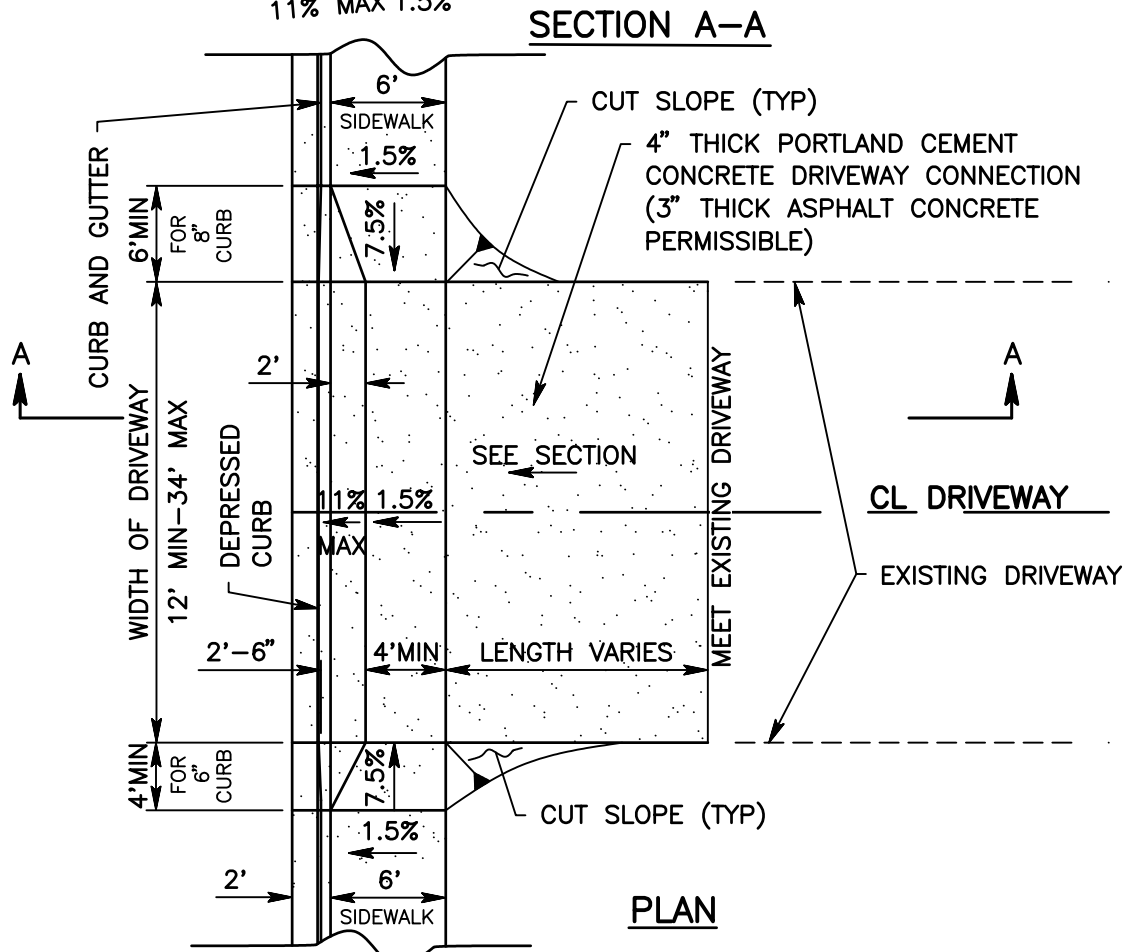 11% MAX 1.5%
SECTION A-A
6'
SIDEWALK
CUT SLOPE (TYP)
4" THICK PORTLAND CEMENT
CONCRETE DRIVEWAY CONNECTION
(3" THICK ASPHALT CONCRETE
PERMISSIBLE)
1.5%
CURB AND GUTTER
6'MIN
FOR
8"
CURB
7.5%
A
A
2'
WIDTH OF DRIVEWAY
12' MIN-34' MAX
DEPRESSED
CURB
SEE SECTION
MEET EXISTING DRIVEWAY
11%
MAX
1.5%
CL DRIVEWAY
EXISTING DRIVEWAY
2'-6"
4'MIN
LENGTH VARIES
4'MIN
FOR
6"
CURB
7.5%
CUT SLOPE (TYP)
1.5%
2'
6'
SIDEWALK
PLAN